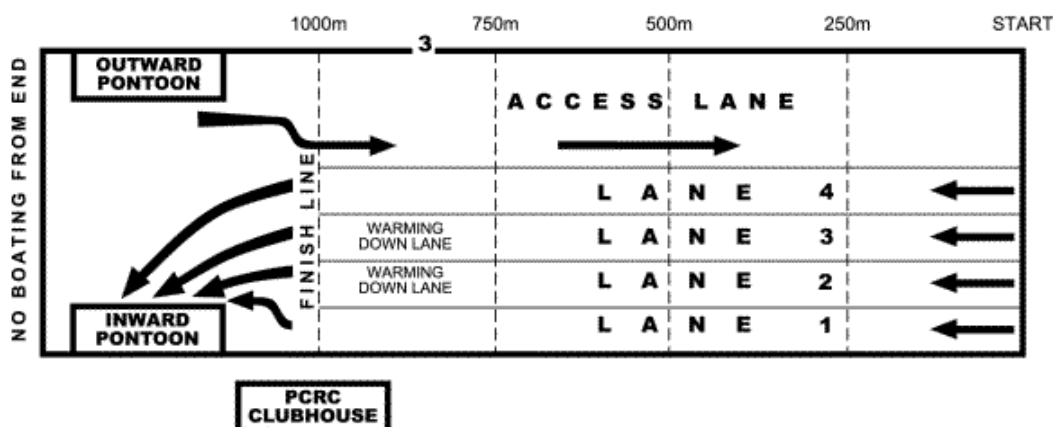 1000m 750m 500m 250m START
3
NO BOATING FROM END
OUTWARD
PONTOON
ACCESS LANE
FINISH LINE
LANE 4
WARMING
DOWN LANE
LANE 3
WARMING
DOWN LANE
LANE 2
LANE 1
INWARD
PONTOON
PCRC
CLUBHOUSE